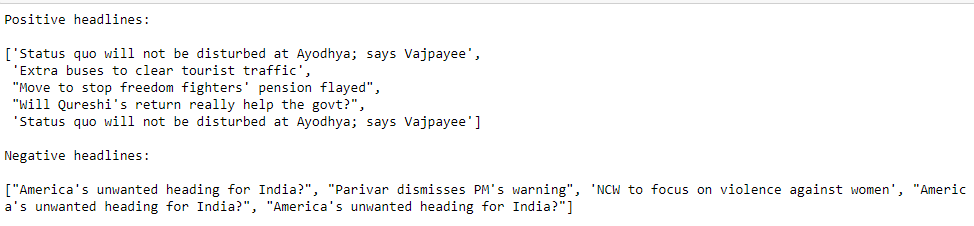 Positive headlines:
['Status quo will not be disturbed at Ayodhya; says Vajpayee',
'Extra buses to clear tourist traffic',
"Move to stop freedom fighters' pension flayed",
"Will Qureshi's return really help the govt?",
'Status quo will not be disturbed at Ayodhya; says Vajpayee']
Negative headlines:
["America's unwanted heading for India?", "Parivar dismisses PM's warning", 'NCW to focus on violence against women', "Americ
a's unwanted heading for India?", "America's unwanted heading for India?"]